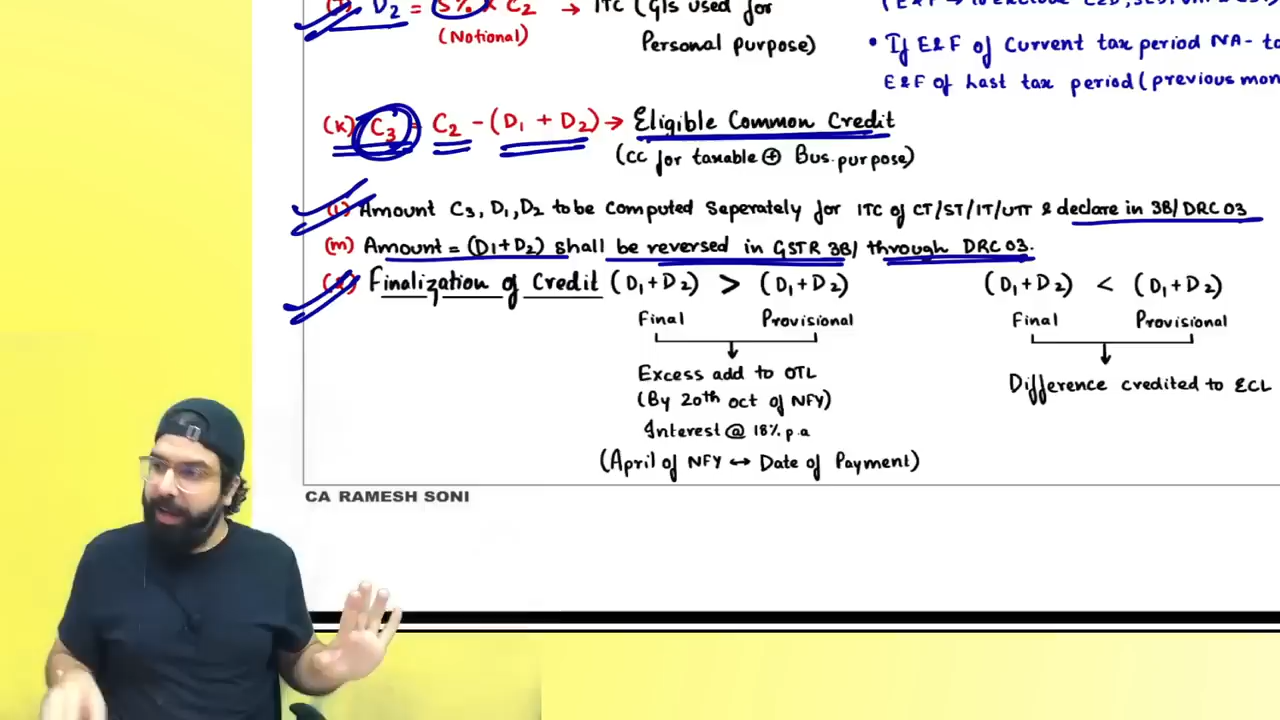 D2 = 5% × C2 → ITC (GIs used for
(Notional) Personal purpose)
• If E&F of Current tax period NA- to
E&F of Last tax period (previous mon
(K) C3 = C2 - (D1 + D2) → Eligible Common Credit
(CC for taxable ⊕ Bus. purpose)
(L) Amount C3, D1, D2 to be Computed Seperately for ITC of CT/ST/IT/UTT & declare in 3B/DRC 03
(m) Amount = (D1+D2) shall be reversed in GSTR 3B/ through DRC 03.
Finalization of Credit (D1+D2) > (D1+D2) (D1+D2) < (D1+D2)
Final Provisional Final Provisional
Excess add to OTL
(By 20th oct of NFY)
Interest @ 18% p.a
(April of NFY ↔ Date of Payment)
Difference credited to ECL
CA RAMESH SONI